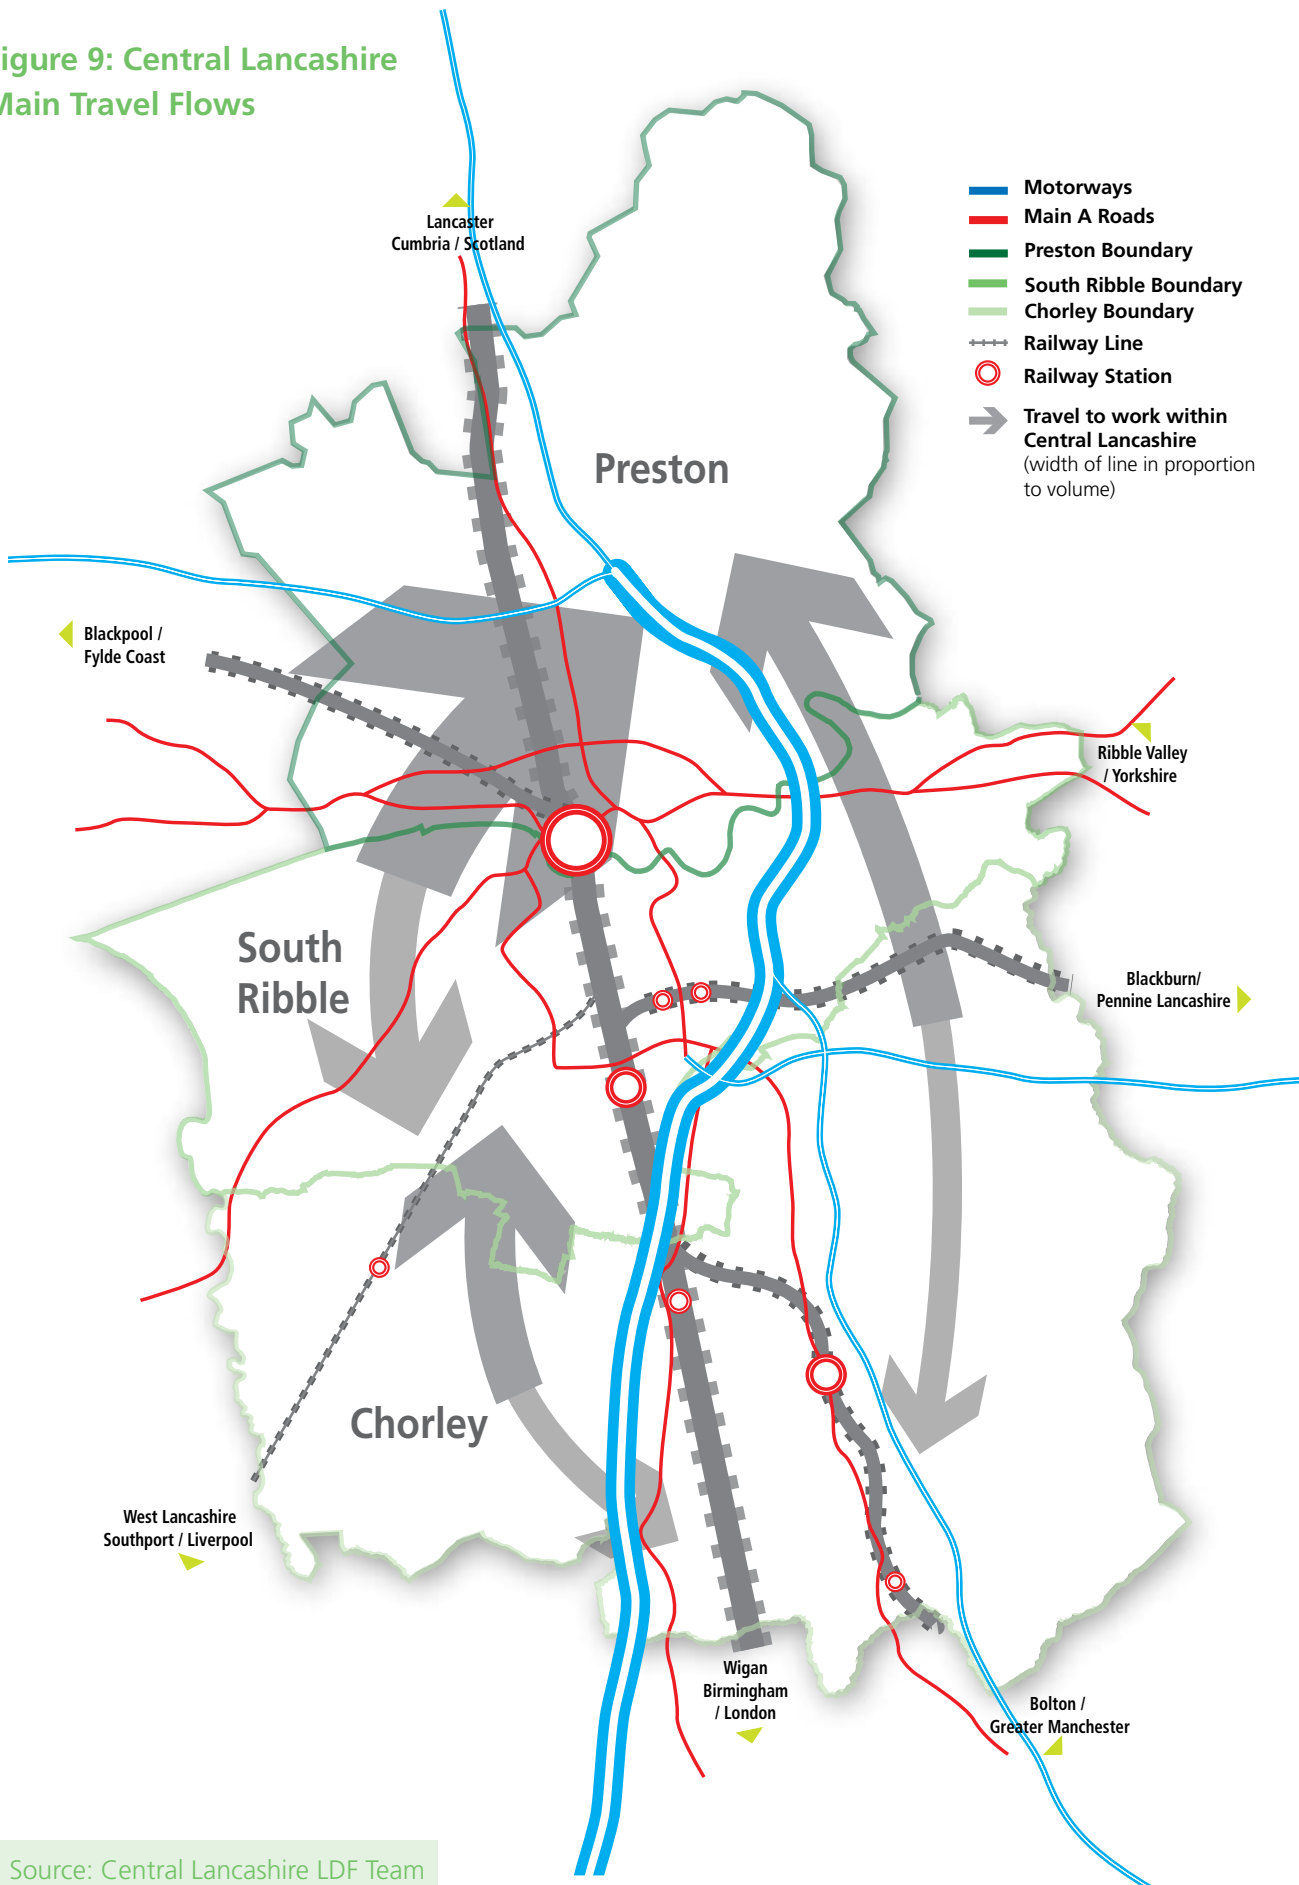 igure 9: Central Lancashire
Main Travel Flows
Motorways
Main A Roads
Preston Boundary
South Ribble Boundary
Chorley Boundary
Railway Line
Railway Station
Travel to work within
Central Lancashire
(width of line in proportion
to volume)
Lancaster
Cumbria / Scotland
Preston
Blackpool /
Fylde Coast
Ribble Valley
/ Yorkshire
South
Ribble
Blackburn/
Pennine Lancashire
Chorley
West Lancashire
Southport / Liverpool
Wigan
Birmingham
/ London
Bolton /
Greater Manchester
Source: Central Lancashire LDF Team